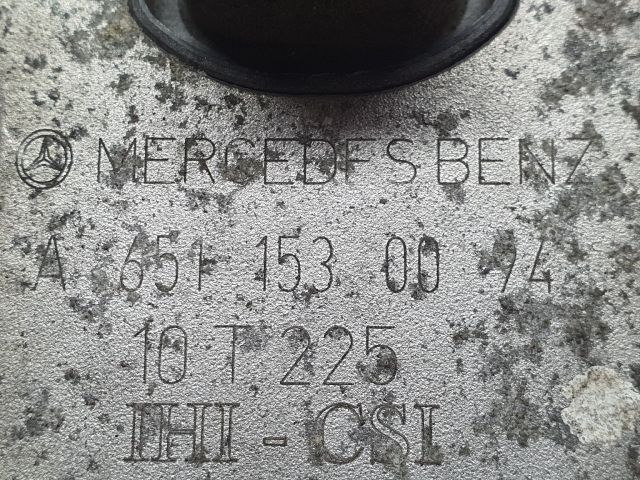 MERCEDES BENZ
A 651 153 00 94
10 T 225
IHI - CSI